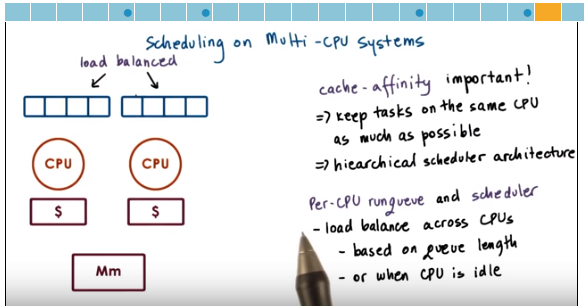 Scheduling on Multi-CPU Systems
load balanced
CPU
CPU
$
$
Mm
cache-affinity important!
=> keep tasks on the same CPU
as much as possible
=> hiearchical scheduler architecture
Per-CPU runqueue and scheduler
- load balance across CPUs
- based on queue length
- or when CPU is idle